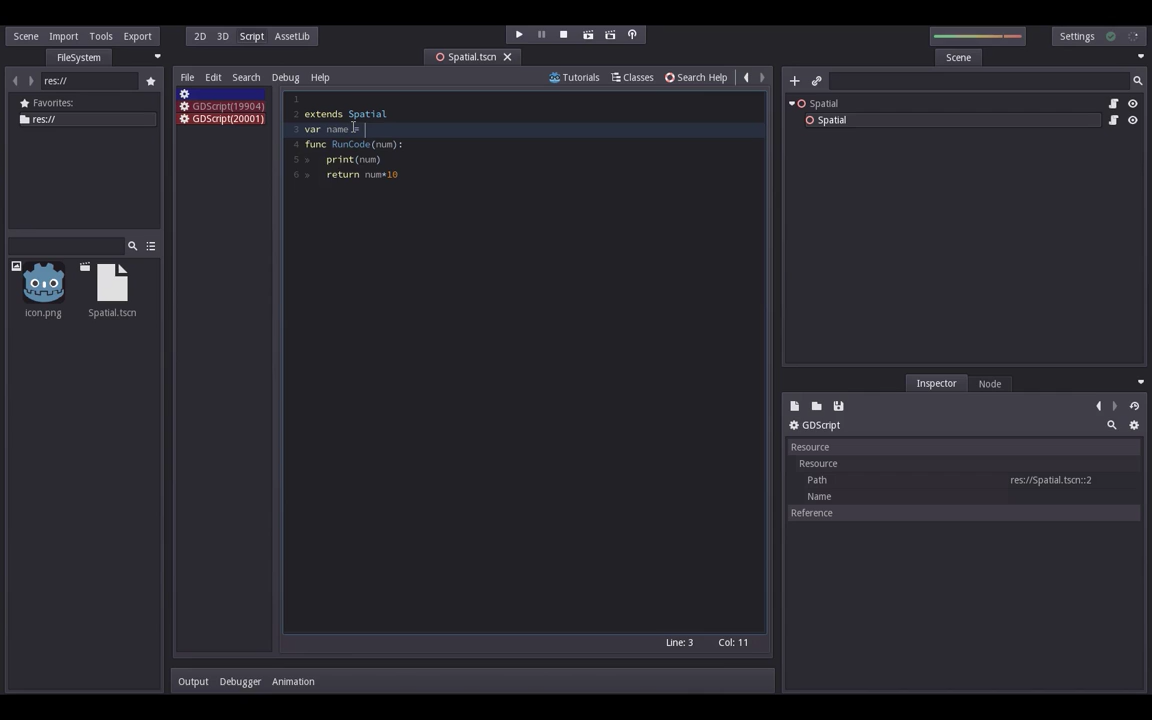 Scene Import Tools Export
2D 3D Script AssetLib
Settings
FileSystem
Spatial.tscn
Scene
res://
Favorites:
res://
icon.png
Spatial.tscn
File Edit Search Debug Help
Tutorials Classes Search Help
GDScript(19904)
GDScript(20001)
1
2 extends Spatial
3 var name =
4 func RunCode(num):
5 » print(num)
6 » return num*10
Line: 3 Col: 11
Output Debugger Animation
Spatial
Spatial
Inspector Node
GDScript
Resource
Resource
Path res://Spatial.tscn::2
Name
Reference